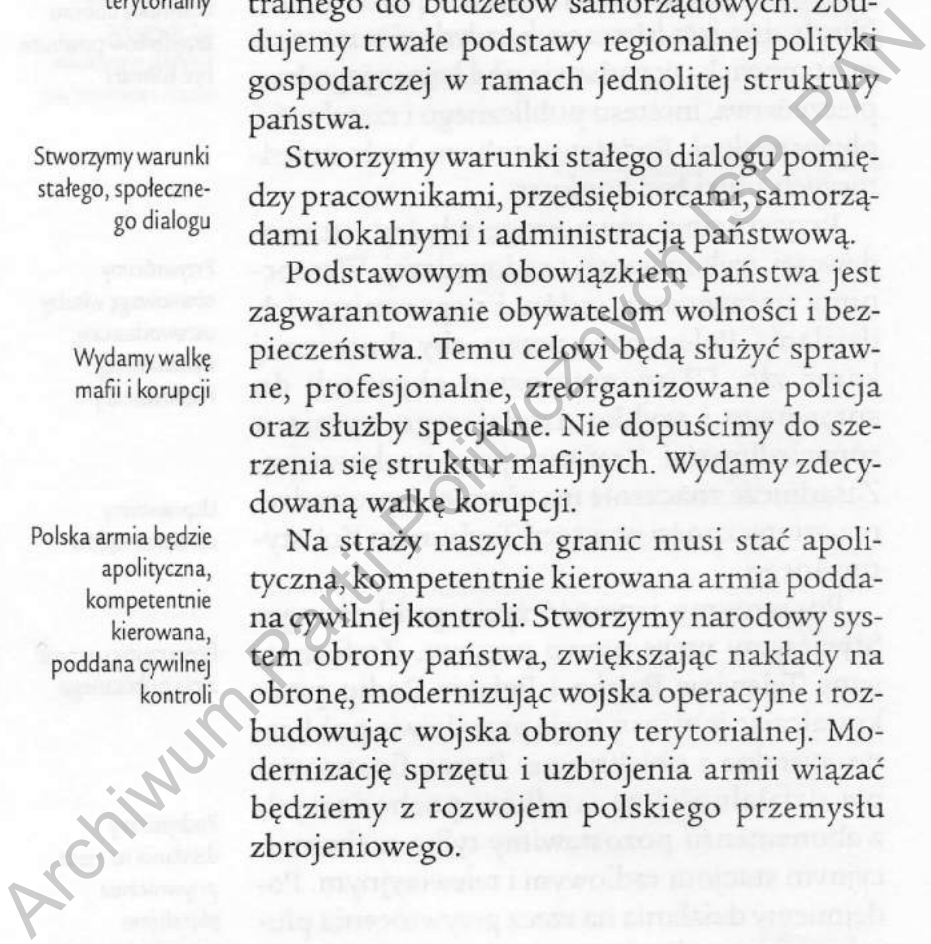 terytorialny
tralnego do budżetów samorządowych. Zbu-
dujemy trwałe podstawy regionalnej polityki
gospodarczej w ramach jednolitej struktury
państwa.
Stworzymy warunki
stałego, społeczne-
go dialogu
Stworzymy warunki stałego dialogu pomię-
dzy pracownikami, przedsiębiorcami, samorzą-
dami lokalnymi i administracją państwową.
Wydamy walkę
mafii i korupcji
Podstawowym obowiązkiem państwa jest
zagwarantowanie obywatelom wolności i bez-
pieczeństwa. Temu celowi będą służyć spraw-
ne, profesjonalne, zreorganizowane policja
oraz służby specjalne. Nie dopuścimy do sze-
rzenia się struktur mafijnych. Wydamy zdecy-
dowaną walkę korupcji.
Polska armia będzie
apolityczna,
kompetentnie
kierowana,
poddana cywilnej
kontroli
Na straży naszych granic musi stać apoli-
tyczna, kompetentnie kierowana armia podda-
na cywilnej kontroli. Stworzymy narodowy sys-
tem obrony państwa, zwiększając nakłady na
obronę, modernizując wojska operacyjne i roz-
budowując wojska obrony terytorialnej. Mo-
dernizację sprzętu i uzbrojenia armii wiązać
będziemy z rozwojem polskiego przemysłu
zbrojeniowego.
Archiwum Partii Politycznych ISP PAN